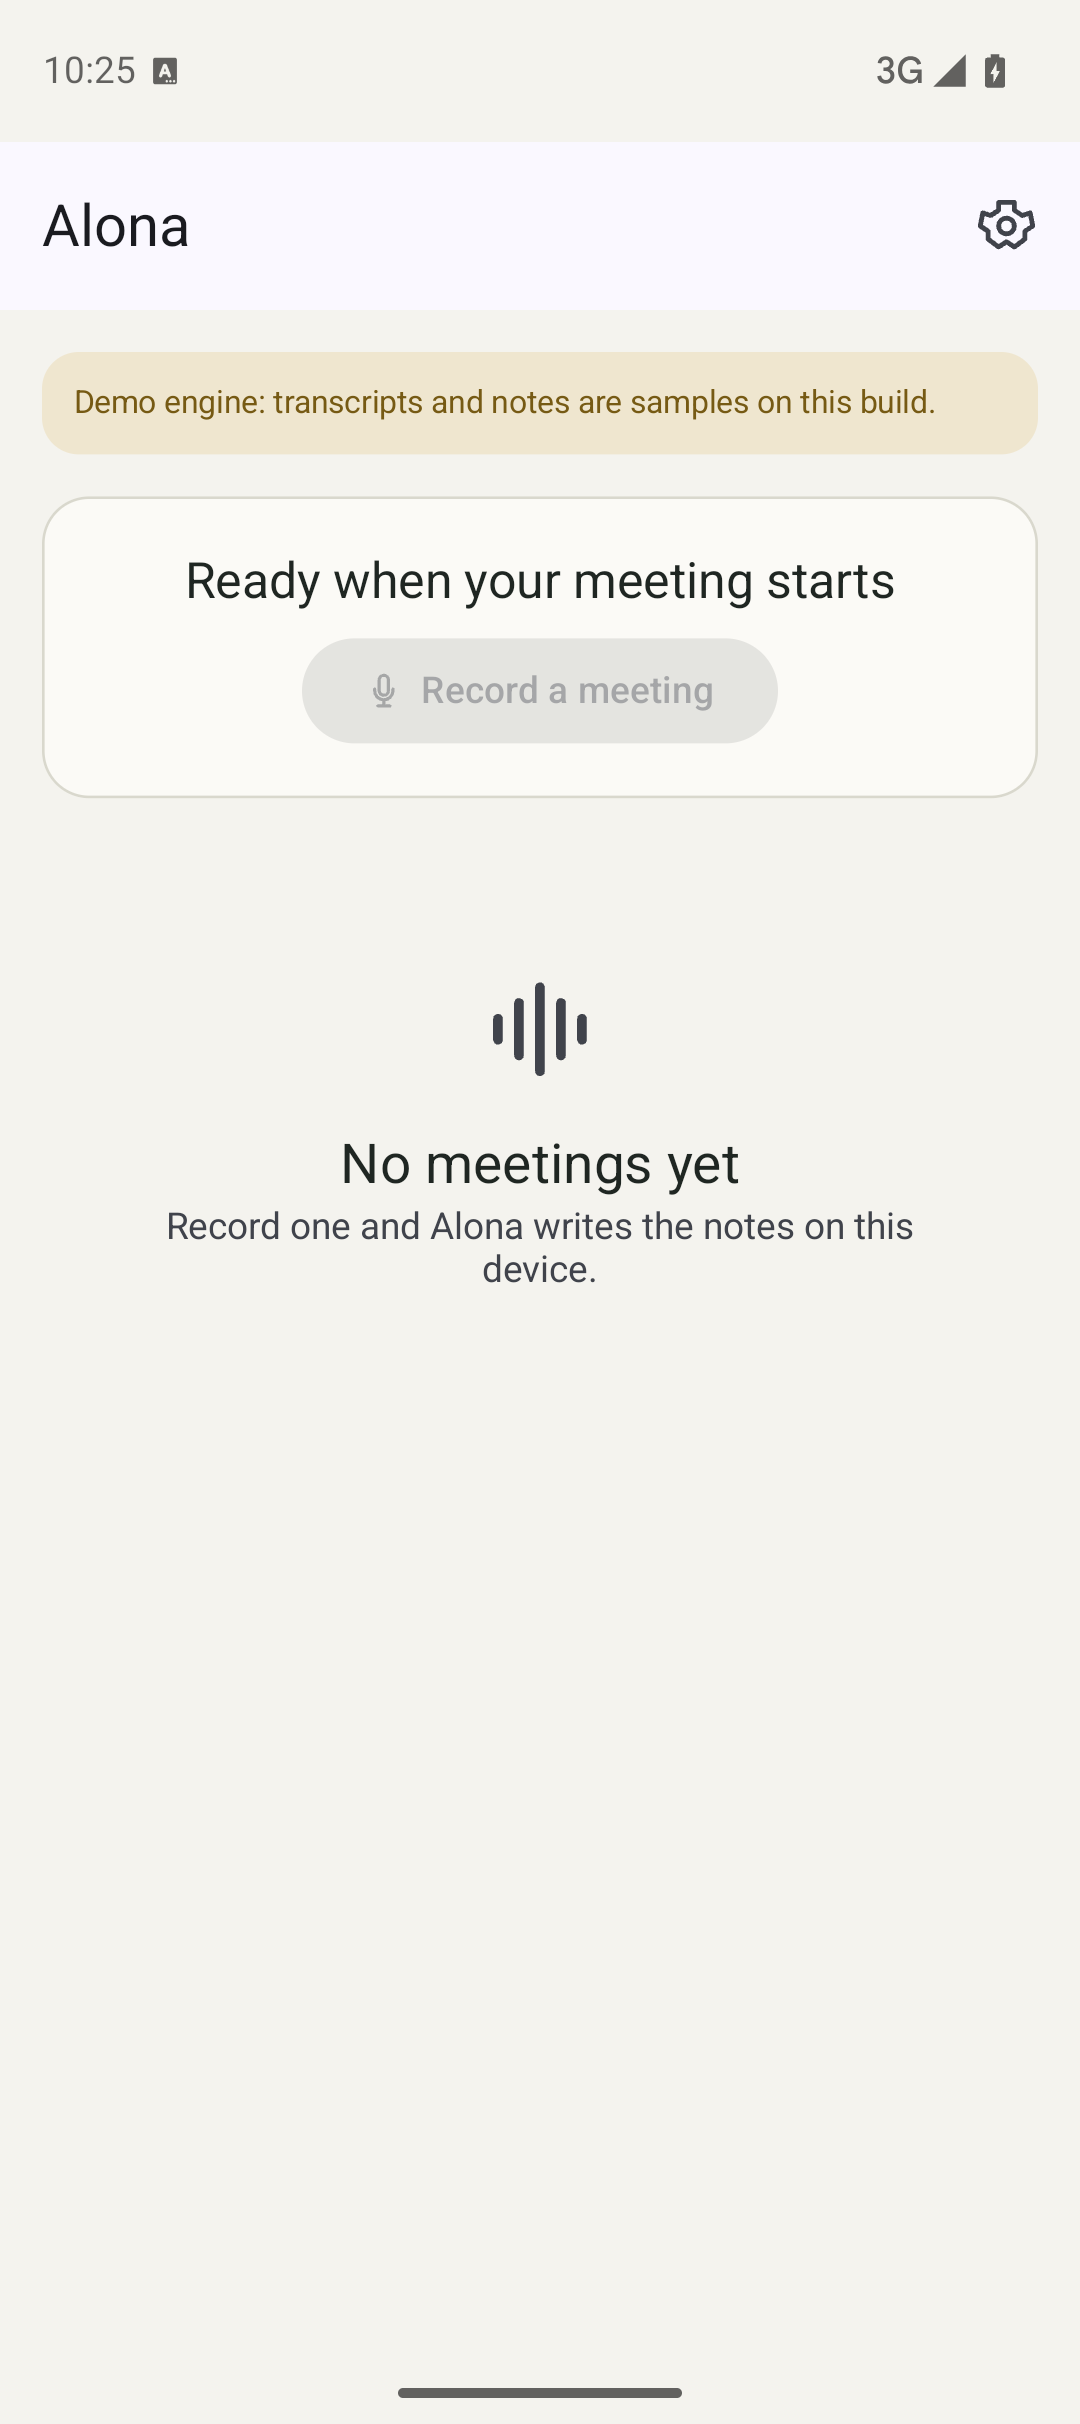 10:25
3G
Alona
Demo engine: transcripts and notes are samples on this build.
Ready when your meeting starts
Record a meeting
No meetings yet
Record one and Alona writes the notes on this
device.